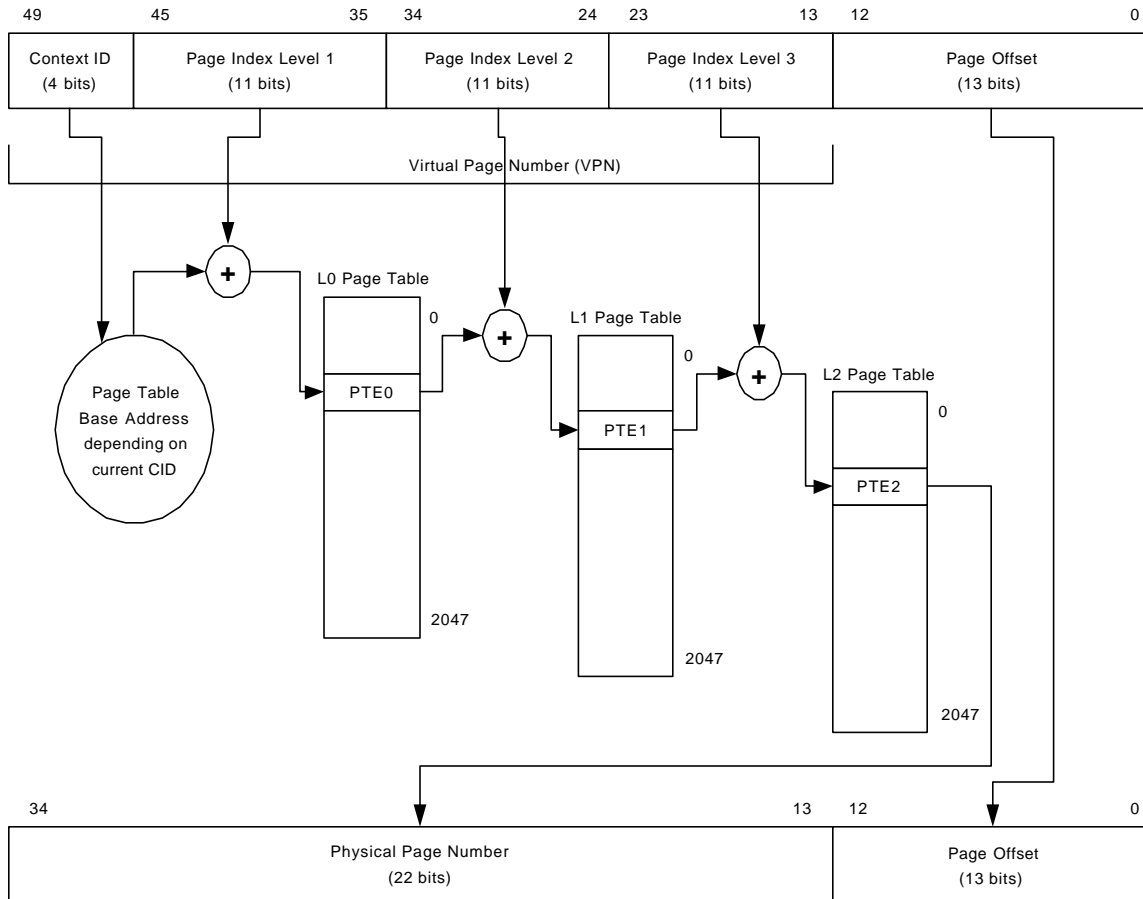 49 45 35 34 24 23 13 12 0
Context ID
(4 bits)
Page Index Level 1
(11 bits)
Page Index Level 2
(11 bits)
Page Index Level 3
(11 bits)
Page Offset
(13 bits)
Virtual Page Number (VPN)
+
L0 Page Table
0
PTE0
2047
+
L1 Page Table
0
PTE1
2047
+
L2 Page Table
0
PTE2
2047
Page Table
Base Address
depending on
current CID
34 13 12 0
Physical Page Number
(22 bits)
Page Offset
(13 bits)